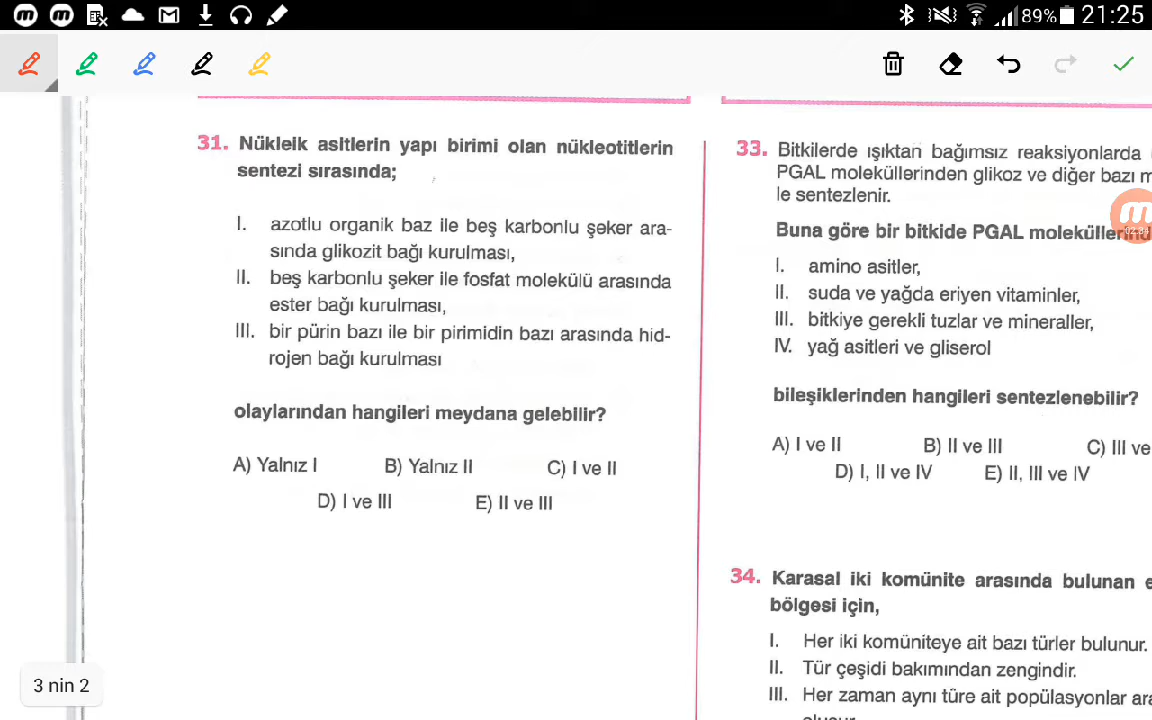 89% 21:25
31. Nükleik asitlerin yapı birimi olan nükleotitlerin
sentezi sırasında;
I. azotlu organik baz ile beş karbonlu şeker ara-
sında glikozit bağı kurulması,
II. beş karbonlu şeker ile fosfat molekülü arasında
ester bağı kurulması,
III. bir pürin bazı ile bir pirimidin bazı arasında hid-
rojen bağı kurulması
olaylarından hangileri meydana gelebilir?
A) Yalnız I B) Yalnız II C) I ve II
D) I ve III E) II ve III
33. Bitkilerde ışıktan bağımsız reaksiyonlarda
PGAL moleküllerinden glikoz ve diğer bazı
le sentezlenir.
Buna göre bir bitkide PGAL
I. amino asitler,
II. suda ve yağda eriyen vitaminler,
III. bitkiye gerekli tuzlar ve mineraller,
IV. yağ asitleri ve gliserol
bileşiklerinden hangileri sentezlenebilir?
A) I ve II B) II ve III C) III ve
D) I, II ve IV E) II, III ve IV
34. Karasal iki komünite arasında bulunan
bölgesi için,
I. Her iki komüniteye ait bazı türler bulunur.
II. Tür çeşidi bakımından zengindir.
III. Her zaman aynı türe ait popülasyonlar
3 nin 2